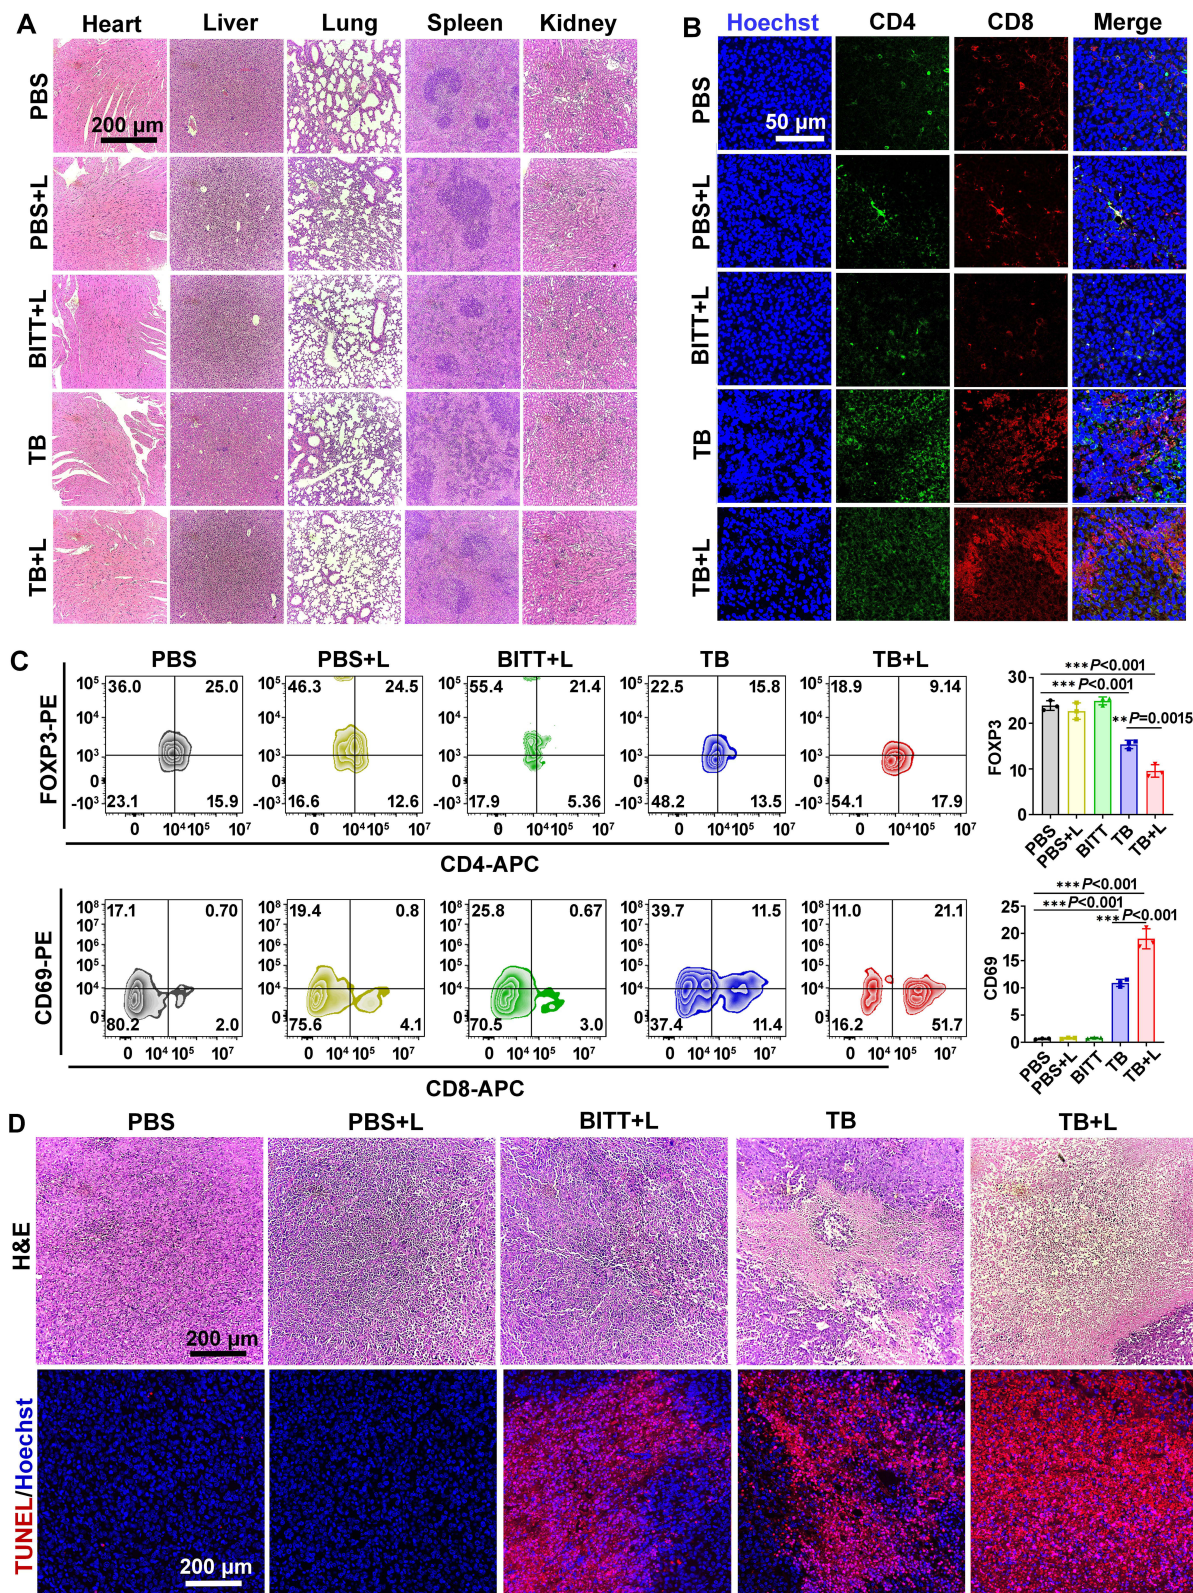 A
Heart Liver Lung Spleen Kidney
PBS
200 μm
PBS+L
BITT+L
TB
TB+L
B
Hoechst CD4 CD8 Merge
PBS
50 μm
PBS+L
BITT+L
TB
TB+L
C
PBS PBS+L BITT+L TB TB+L
FOXP3-PE
10⁵ 10⁴ 10³ 0 -10³
36.0 25.0
23.1 15.9
0 10⁴ 10⁵ 10⁷
10⁵ 10⁴ 10³ 0 -10³
46.3 24.5
16.6 12.6
0 10⁴ 10⁵ 10⁷
10⁵ 10⁴ 10³ 0 -10³
55.4 21.4
17.9 5.36
0 10⁴ 10⁵ 10⁷
10⁵ 10⁴ 10³ 0 -10³
22.5 15.8
48.2 13.5
0 10⁴ 10⁵ 10⁷
10⁵ 10⁴ 10³ 0 -10³
18.9 9.14
54.1 17.9
0 10⁴ 10⁵ 10⁷
CD4-APC
FOXP3
30
20
10
0
***P<0.001
***P<0.001
**P=0.0015
PBS PBS+L BITT TB TB+L
CD69-PE
10⁸ 10⁷ 10⁶ 10⁵ 10⁴ 0
17.1 0.70
80.2 2.0
0 10⁴ 10⁵ 10⁷
10⁸ 10⁷ 10⁶ 10⁵ 10⁴ 0
19.4 0.8
75.6 4.1
0 10⁴ 10⁵ 10⁷
10⁸ 10⁷ 10⁶ 10⁵ 10⁴ 0
25.8 0.67
70.5 3.0
0 10⁴ 10⁵ 10⁷
10⁸ 10⁷ 10⁶ 10⁵ 10⁴ 0
39.7 11.5
37.4 11.4
0 10⁴ 10⁵ 10⁷
10⁸ 10⁷ 10⁶ 10⁵ 10⁴ 0
11.0 21.1
16.2 51.7
0 10⁴ 10⁵ 10⁷
CD8-APC
CD69
25
20
15
10
5
0
***P<0.001
***P<0.001
***P<0.001
PBS PBS+L BITT TB TB+L
D
PBS PBS+L BITT+L TB TB+L
H&E
200 μm
TUNEL/Hoechst
200 μm